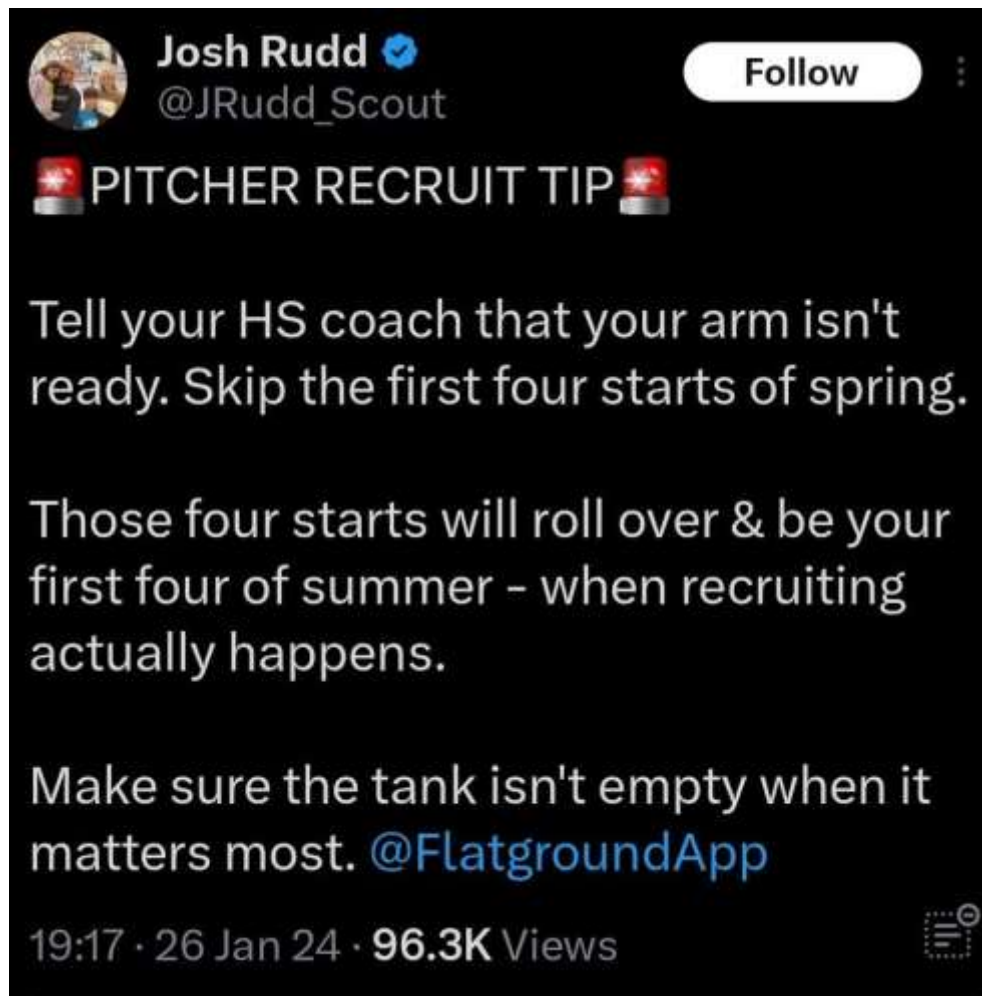 Josh Rudd
@JRudd_Scout
Follow
🚨PITCHER RECRUIT TIP🚨
Tell your HS coach that your arm isn't
ready. Skip the first four starts of spring.
Those four starts will roll over & be your
first four of summer - when recruiting
actually happens.
Make sure the tank isn't empty when it
matters most. @FlatgroundApp
19:17 · 26 Jan 24 · 96.3K Views